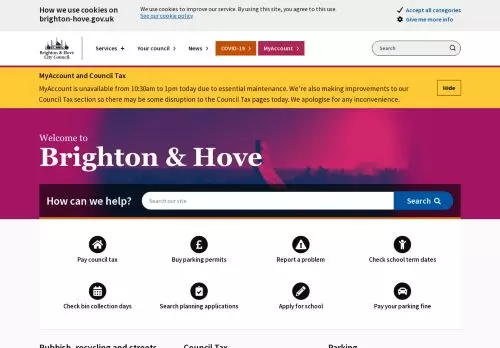 How we use cookies on
brighton-hove.gov.uk
We use cookies to improve our service. By using this site, you agree to this use.
See our cookie policy
Accept all categories
Give me more info
Brighton & Hove
City Council
Services
Your council
News
COVID-19
MyAccount
Search
MyAccount and Council Tax
MyAccount is unavailable from 10:30am to 1pm today due to essential maintenance. We're also making improvements to our
Council Tax section so there may be some disruption to the Council Tax pages today. We apologise for any inconvenience.
Hide
Welcome to
Brighton & Hove
How can we help?
Search our site
Search
Pay council tax
Buy parking permits
Report a problem
Check school term dates
Check bin collection days
Search planning applications
Apply for school
Pay your parking fine
Rubbish, recycling and streets
Council Tax
Parking